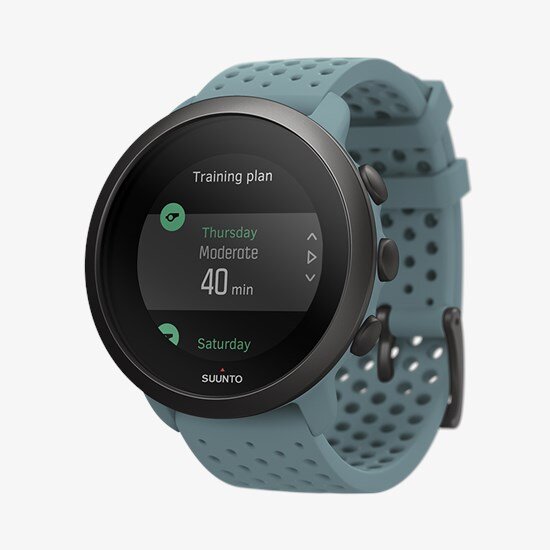 Training plan
Thursday
Moderate
40 min
Saturday
SUUNTO